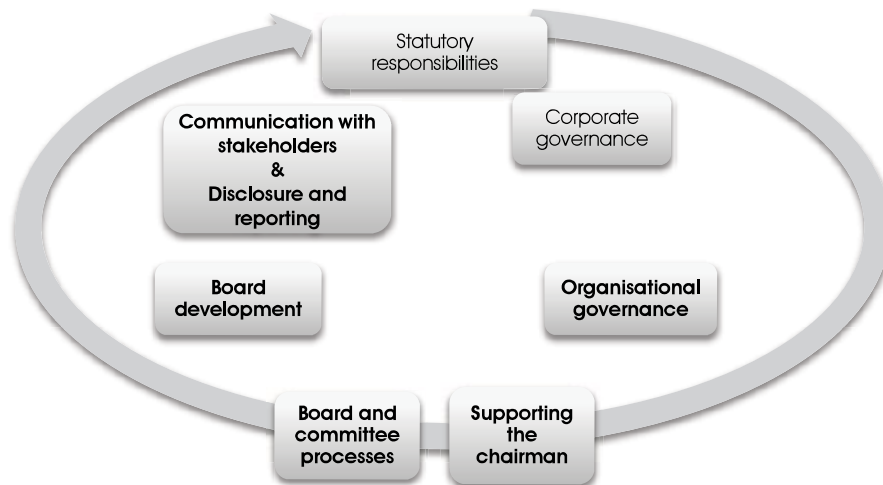 Statutory
responsibilities
Corporate
governance
Organisational
governance
Supporting
the
chairman
Board and
committee
processes
Board
development
Communication with
stakeholders
&
Disclosure and
reporting